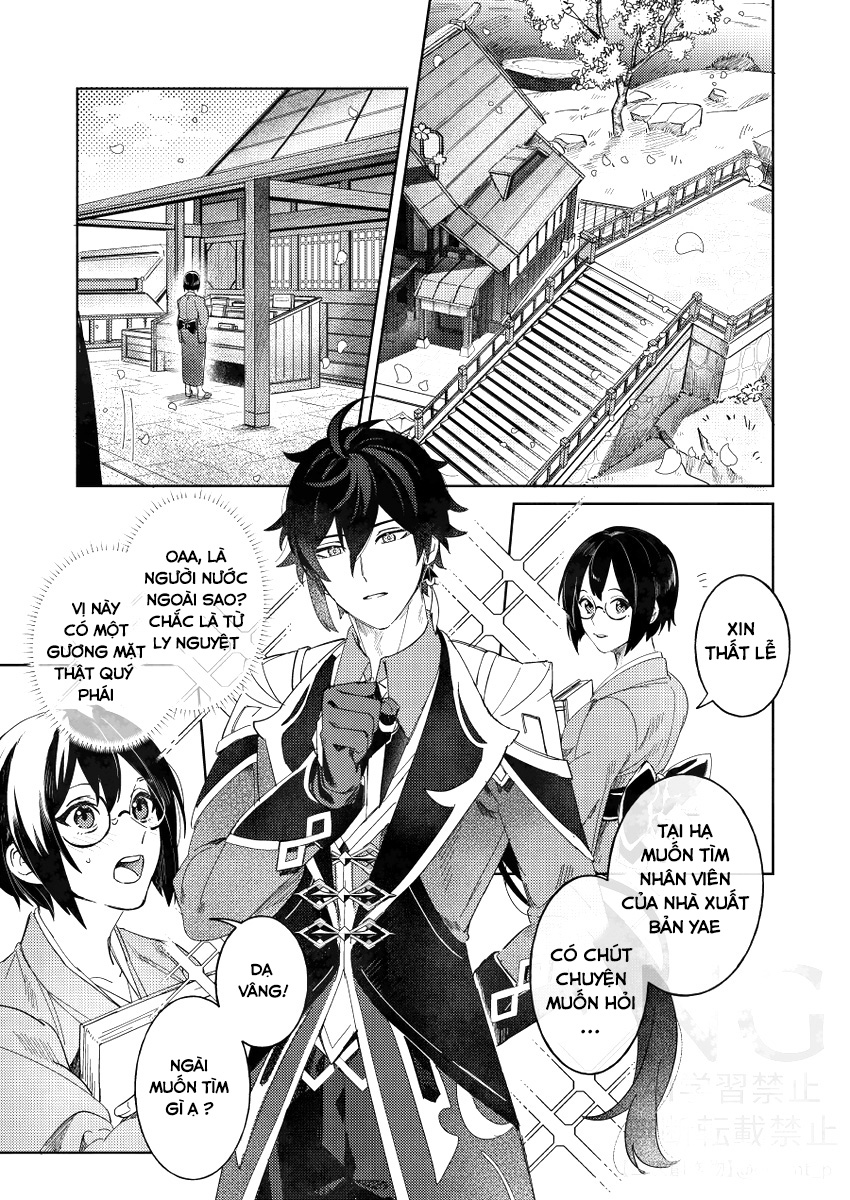 XIN
THẤT LỄ
TẠI HẠ
MUỐN TÌM
NHÂN VIÊN
CỦA NHÀ XUẤT
BẢN YAE
CÓ CHÚT
CHUYỆN
MUỐN HỎI
...
OAA, LÀ
NGƯỜI NƯỚC
NGOÀI SAO?
CHẮC LÀ TỪ
LY NGUYỆT
VỊ NÀY
CÓ MỘT
GƯƠNG MẶT
THẬT QUÝ
PHÁI
DẠ
VÂNG!
NGÀI
MUỐN TÌM
GÌ Ạ ?
NG
学習禁止
転載禁止